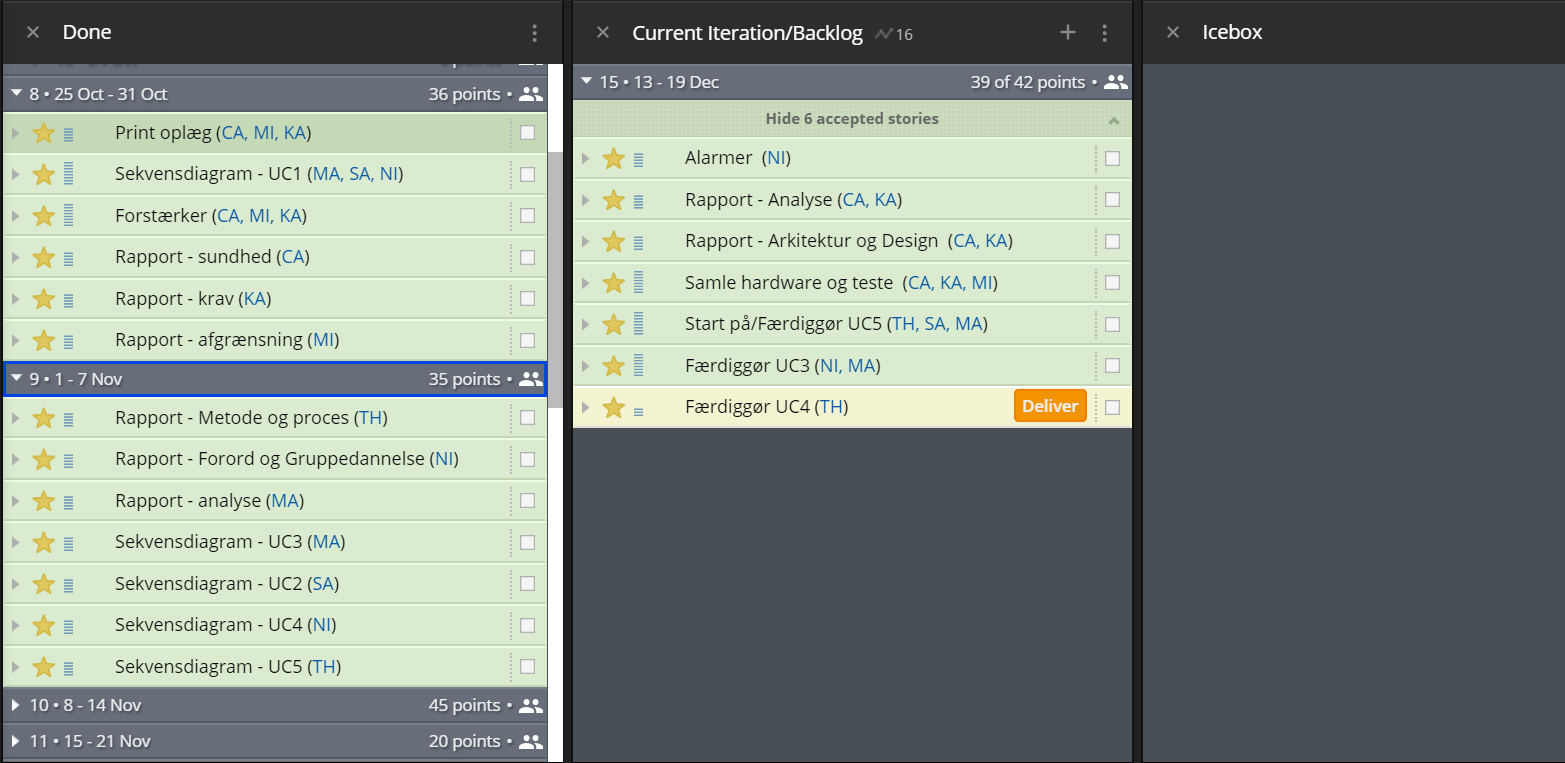 Done
8 • 25 Oct - 31 Oct 36 points •
Print oplæg (CA, MI, KA)
Sekvensdiagram - UC1 (MA, SA, NI)
Forstærker (CA, MI, KA)
Rapport - sundhed (CA)
Rapport - krav (KA)
Rapport - afgrænsning (MI)
9 • 1 - 7 Nov 35 points •
Rapport - Metode og proces (TH)
Rapport - Forord og Gruppedannelse (NI)
Rapport - analyse (MA)
Sekvensdiagram - UC3 (MA)
Sekvensdiagram - UC2 (SA)
Sekvensdiagram - UC4 (NI)
Sekvensdiagram - UC5 (TH)
10 • 8 - 14 Nov 45 points •
11 • 15 - 21 Nov 20 points •
Current Iteration/Backlog 16
15 • 13 - 19 Dec 39 of 42 points •
Hide 6 accepted stories
Alarmer (NI)
Rapport - Analyse (CA, KA)
Rapport - Arkitektur og Design (CA, KA)
Samle hardware og teste (CA, KA, MI)
Start på/Færdiggør UC5 (TH, SA, MA)
Færdiggør UC3 (NI, MA)
Færdiggør UC4 (TH) Deliver
Icebox